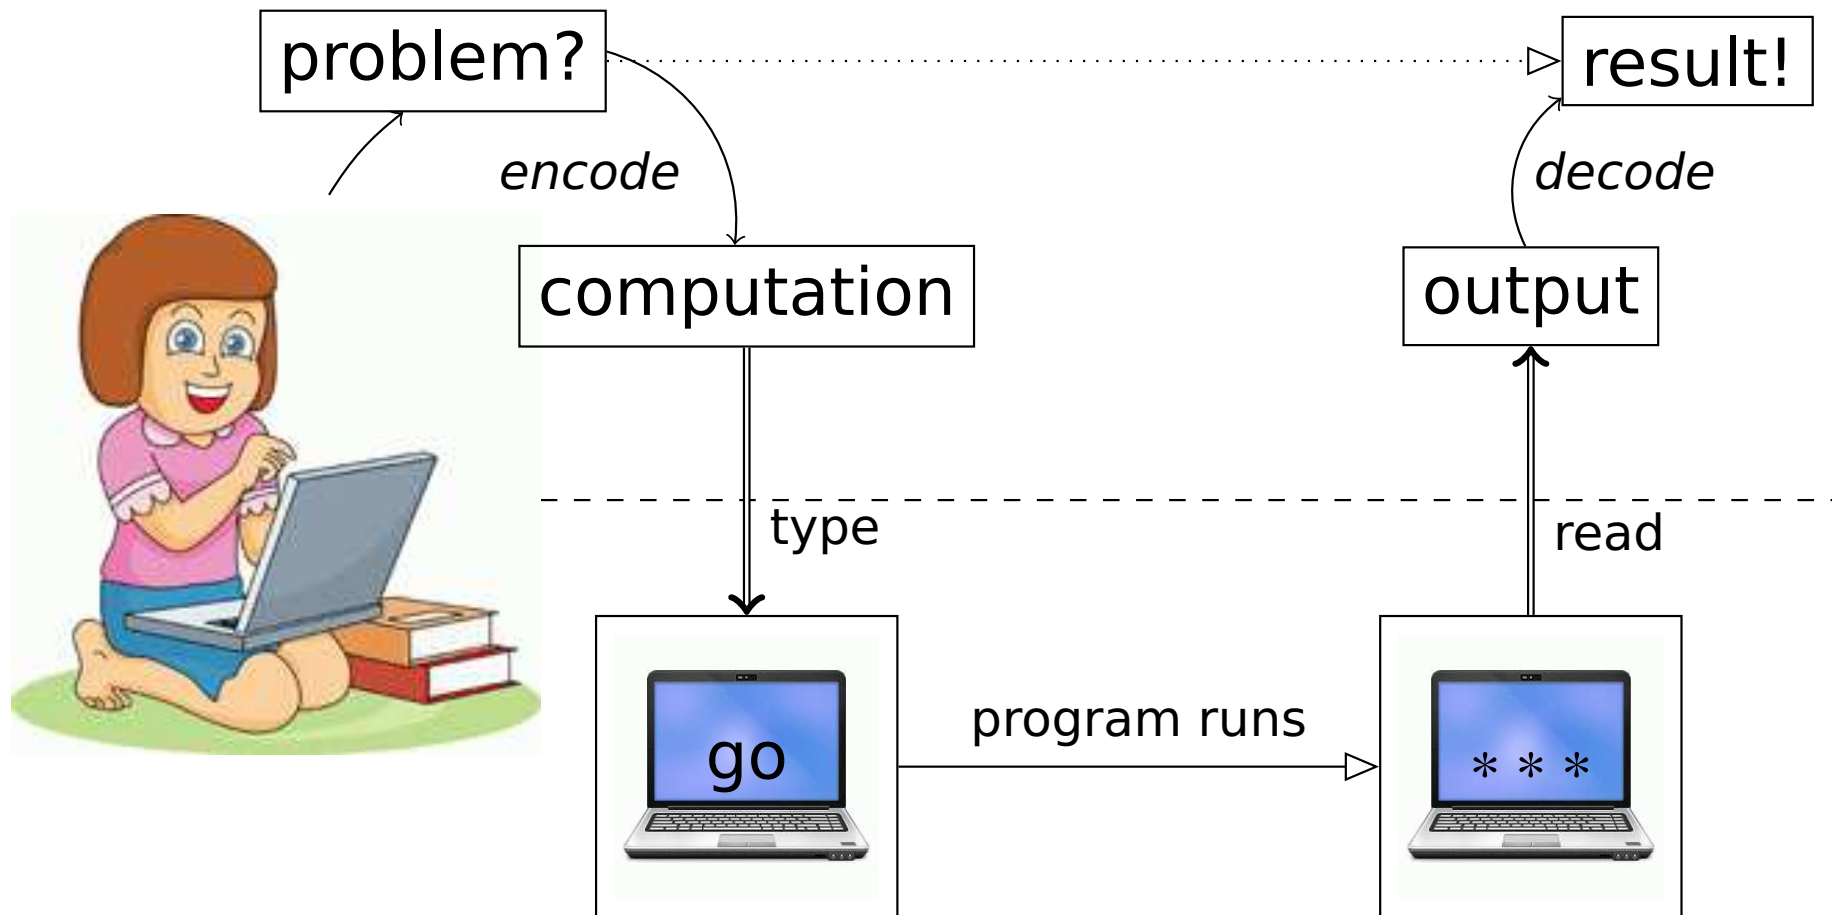 problem?
result!
encode
decode
computation
output
type
read
program runs
go
* * *